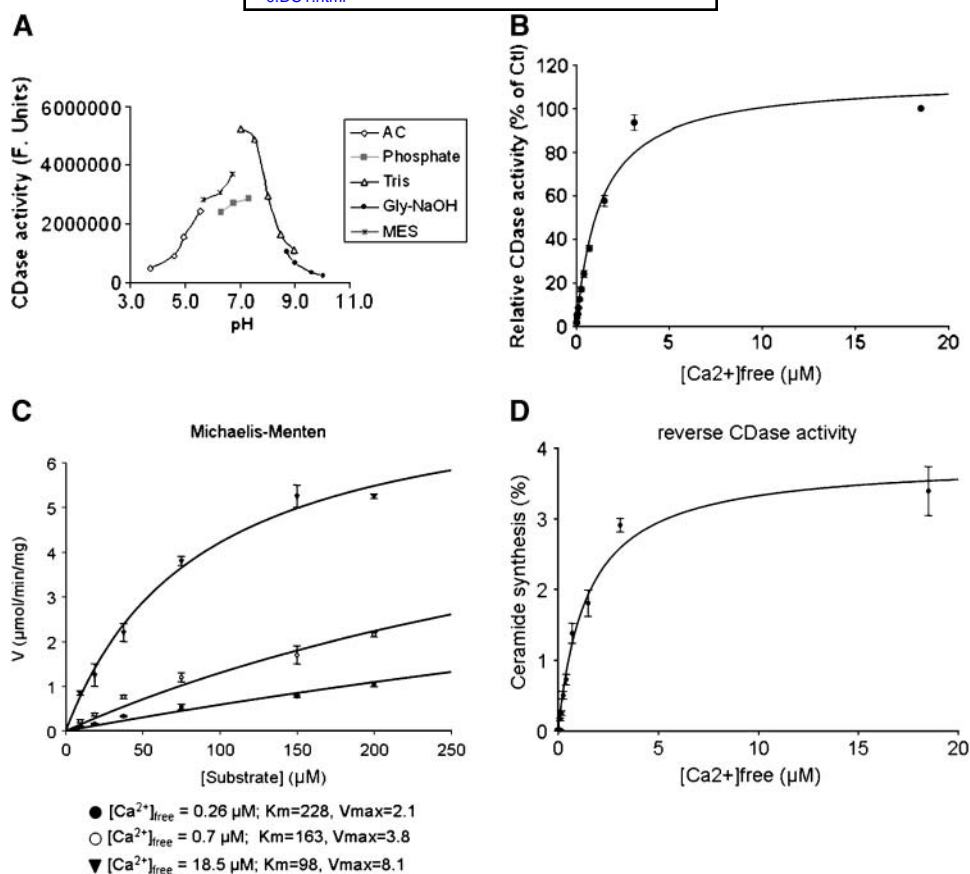 A
CDase activity (F. Units)
6000000
4000000
2000000
0
3.0 5.0 7.0 9.0 11.0
pH
AC
Phosphate
Tris
Gly-NaOH
MES
B
Relative CDase activity (% of Ctl)
120
100
80
60
40
20
0
0 5 10 15 20
[Ca2+]free (µM)
C
Michaelis-Menten
V (µmol/min/mg)
6
5
4
3
2
1
0
0 50 100 150 200 250
[Substrate] (µM)
● [Ca²⁺]free = 0.26 µM; Km=228, Vmax=2.1
○ [Ca²⁺]free = 0.7 µM; Km=163, Vmax=3.8
▼ [Ca²⁺]free = 18.5 µM; Km=98, Vmax=8.1
D
reverse CDase activity
Ceramide synthesis (%)
4
3
2
1
0
0 5 10 15 20
[Ca2+]free (µM)